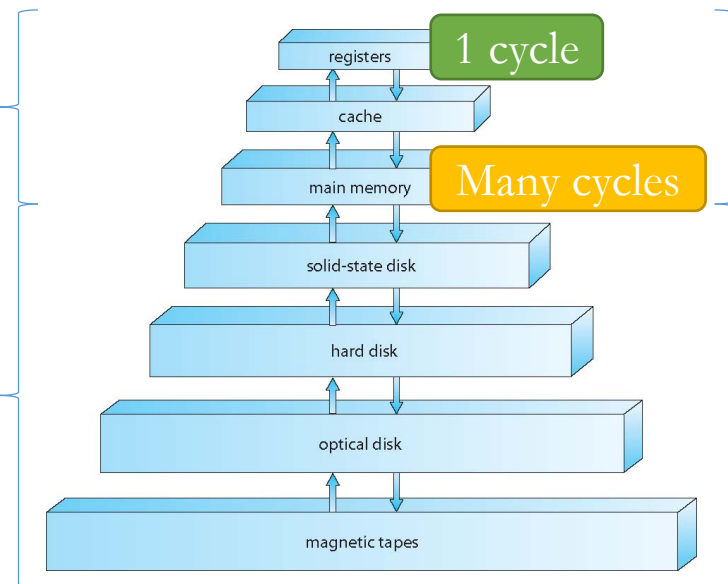 registers
1 cycle
cache
main memory
Many cycles
solid-state disk
hard disk
optical disk
magnetic tapes